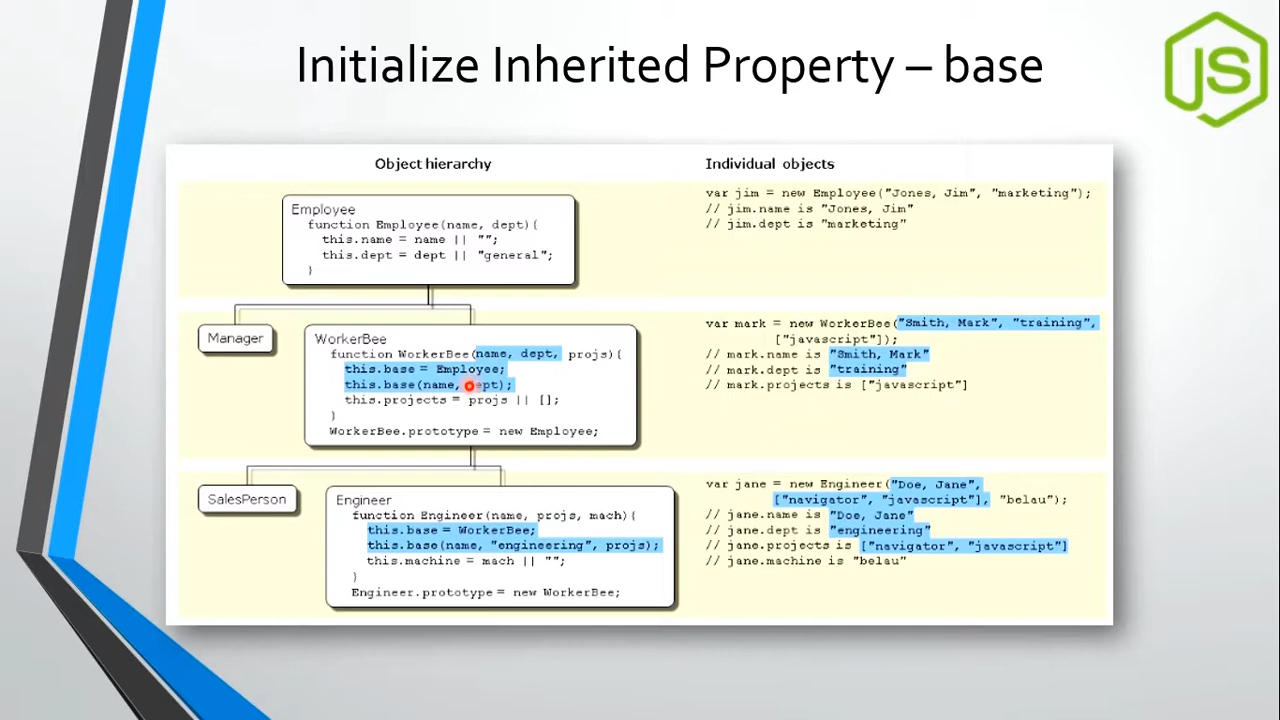 Initialize Inherited Property – base
JS
Object hierarchy
Individual objects
Employee
function Employee(name, dept){
this.name = name || "";
this.dept = dept || "general";
}
var jim = new Employee("Jones, Jim", "marketing");
// jim.name is "Jones, Jim"
// jim.dept is "marketing"
Manager
WorkerBee
function WorkerBee(name, dept, projs){
this.base = Employee;
this.base(name, dept);
this.projects = projs || [];
}
WorkerBee.prototype = new Employee;
var mark = new WorkerBee("Smith, Mark", "training",
["javascript"]);
// mark.name is "Smith, Mark"
// mark.dept is "training"
// mark.projects is ["javascript"]
SalesPerson
Engineer
function Engineer(name, projs, mach){
this.base = WorkerBee;
this.base(name, "engineering", projs);
this.machine = mach || "";
}
Engineer.prototype = new WorkerBee;
var jane = new Engineer("Doe, Jane",
["navigator", "javascript"], "belau");
// jane.name is "Doe, Jane"
// jane.dept is "engineering"
// jane.projects is ["navigator", "javascript"]
// jane.machine is "belau"